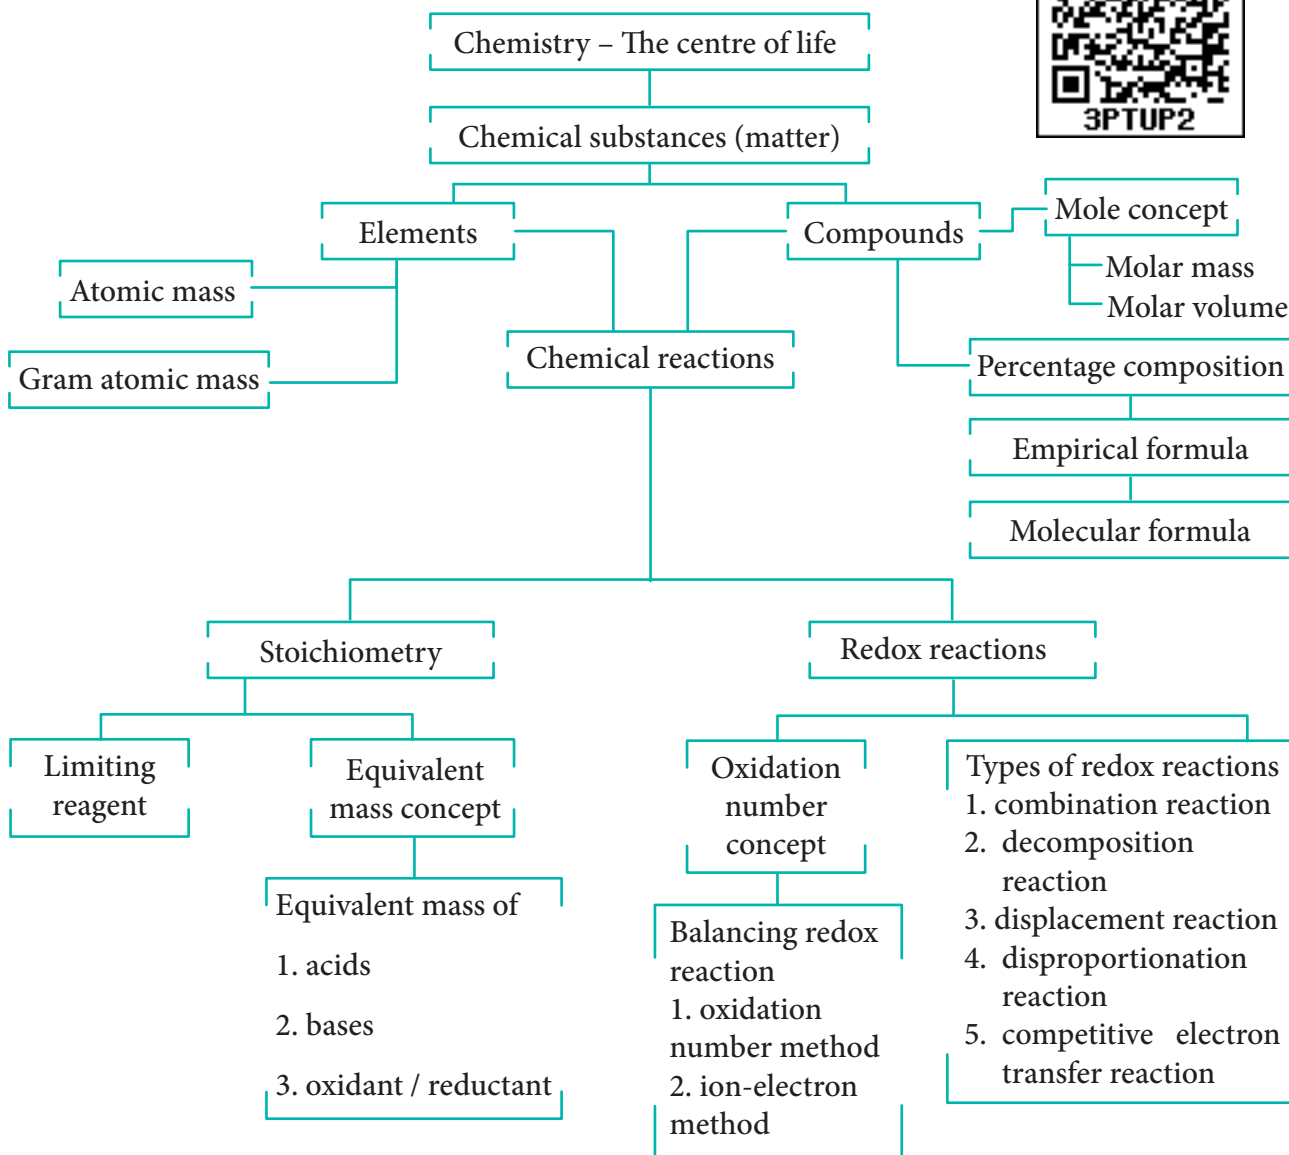 Chemistry – The centre of life
3PTUP2
Chemical substances (matter)
Elements
Compounds
Mole concept
Molar mass
Molar volume
Atomic mass
Gram atomic mass
Chemical reactions
Percentage composition
Empirical formula
Molecular formula
Stoichiometry
Redox reactions
Limiting
reagent
Equivalent
mass concept
Equivalent mass of
1. acids
2. bases
3. oxidant / reductant
Oxidation
number
concept
Balancing redox
reaction
1. oxidation
number method
2. ion-electron
method
Types of redox reactions
1. combination reaction
2. decomposition
reaction
3. displacement reaction
4. disproportionation
reaction
5. competitive electron
transfer reaction